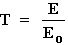 T = E
E₀